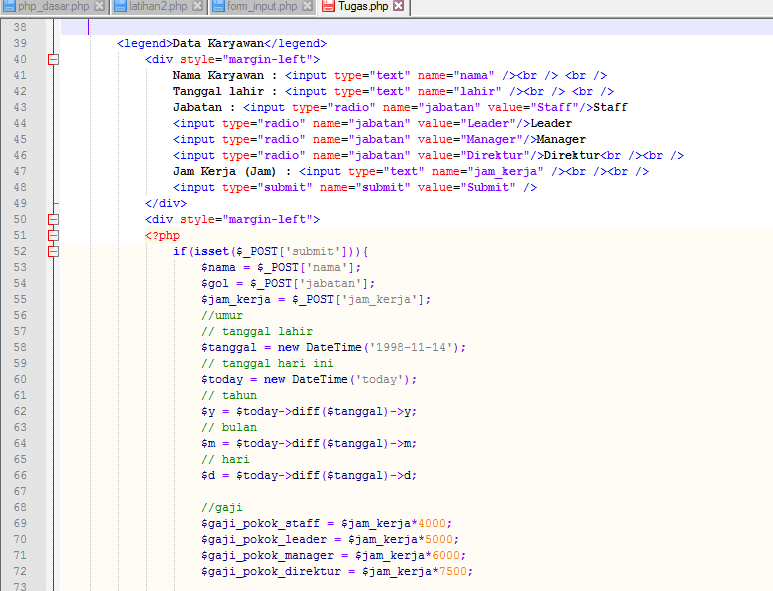 php_dasar.php latihan2.php form_input.php Tugas.php
38
39 <legend>Data Karyawan</legend>
40 <div style="margin-left">
41 Nama Karyawan : <input type="text" name="nama" /><br /> <br />
42 Tanggal lahir : <input type="text" name="lahir" /><br /> <br />
43 Jabatan : <input type="radio" name="jabatan" value="Staff"/>Staff
44 <input type="radio" name="jabatan" value="Leader"/>Leader
45 <input type="radio" name="jabatan" value="Manager"/>Manager
46 <input type="radio" name="jabatan" value="Direktur"/>Direktur<br /><br />
47 Jam Kerja (Jam) : <input type="text" name="jam_kerja" /><br /><br />
48 <input type="submit" name="submit" value="Submit" />
49 </div>
50 <div style="margin-left">
51 <?php
52 if(isset($_POST['submit'])){
53 $nama = $_POST['nama'];
54 $gol = $_POST['jabatan'];
55 $jam_kerja = $_POST['jam_kerja'];
56 //umur
57 // tanggal lahir
58 $tanggal = new DateTime('1998-11-14');
59 // tanggal hari ini
60 $today = new DateTime('today');
61 // tahun
62 $y = $today->diff($tanggal)->y;
63 // bulan
64 $m = $today->diff($tanggal)->m;
65 // hari
66 $d = $today->diff($tanggal)->d;
67
68 //gaji
69 $gaji_pokok_staff = $jam_kerja*4000;
70 $gaji_pokok_leader = $jam_kerja*5000;
71 $gaji_pokok_manager = $jam_kerja*6000;
72 $gaji_pokok_direktur = $jam_kerja*7500;
73